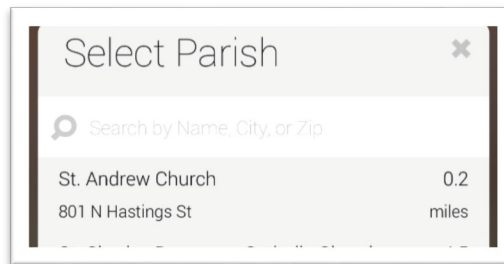 Select Parish
Search by Name, City, or Zip
St. Andrew Church 0.2
801 N Hastings St miles